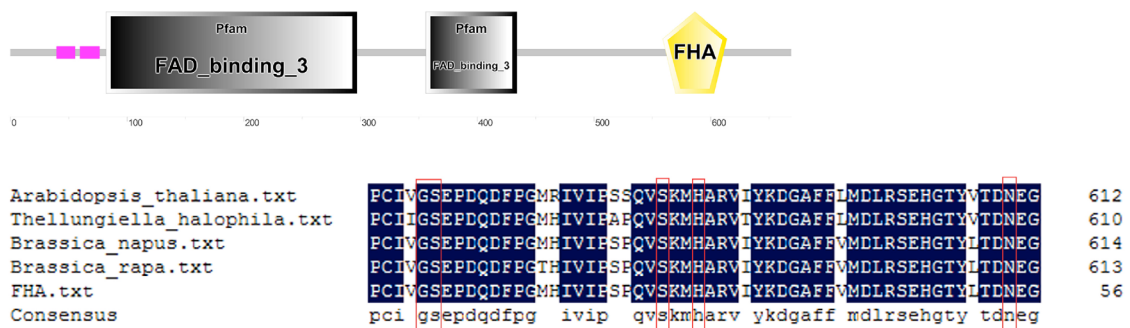 Pfam
FAD_binding_3
Pfam
FAD_binding_3
FHA
0 100 200 300 400 500 600
Arabidopsis_thaliana.txt PCIVGSEPDQDFPGMRIVIPSSQVSKMHARVIYKDGAFFLMDLRSEHGTYVTDNEG 612
Thellungiella_halophila.txt PCIIGSEPDQDFPGMHIVIPAPQVSKMHARVTYKDGAFFLMDLRSEHGTYVTDNEG 610
Brassica_napus.txt PCIVGSEPDQDFPGMHIVIPSPQVSKMHARVIYKDGAFFVMDLRSEHGTYLTDNEG 614
Brassica_rapa.txt PCIVGSEPDQDFPGTHIVIPSPQVSKMHARVIYKDGAFFVMDLRSEHGTYLTDNEG 613
FHA.txt PCIVGSEPDQDFPGMHIVIPSPQVSKMHARVIYKDGAFFVMDLRSEHGTYLTDNEG 56
Consensus pci gsepdqdfpg ivip qvskmharv ykdgaff mdlrsehgty tdneg